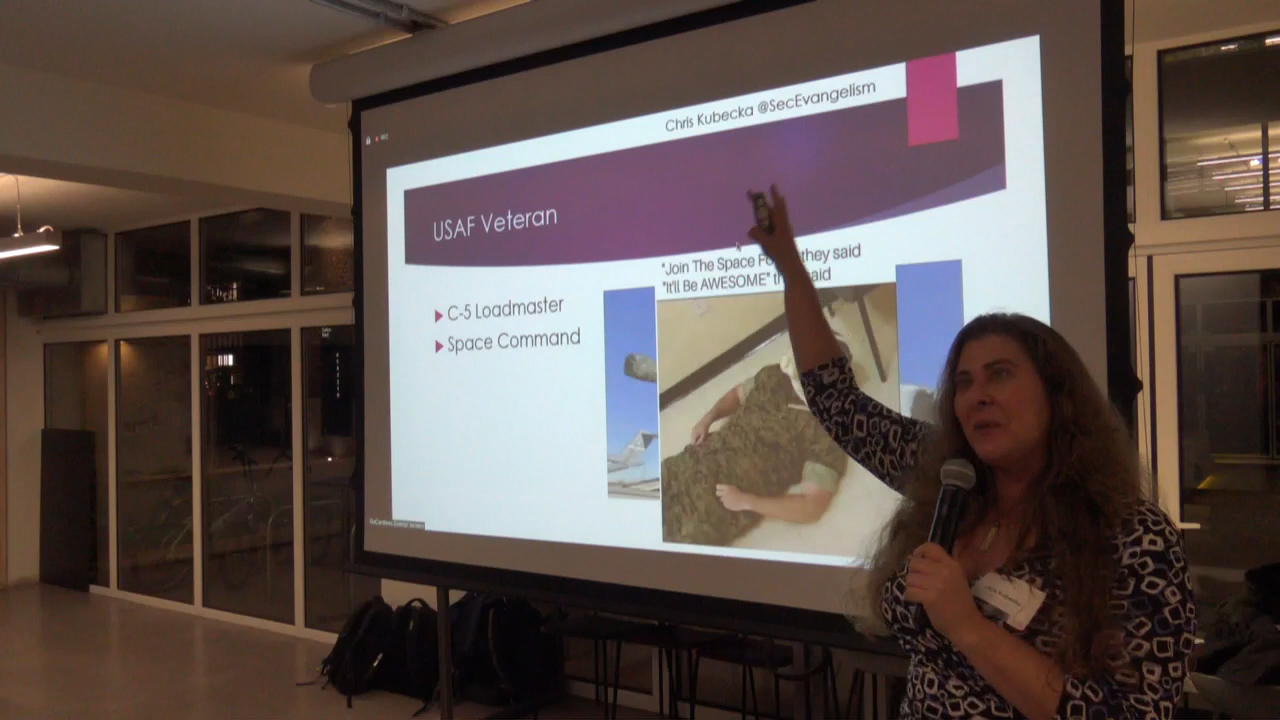 Chris Kubecka @SecEvangelism
USAF Veteran
"Join The Space Fo they said
"It'll Be AWESOME" th said
C-5 Loadmaster
Space Command